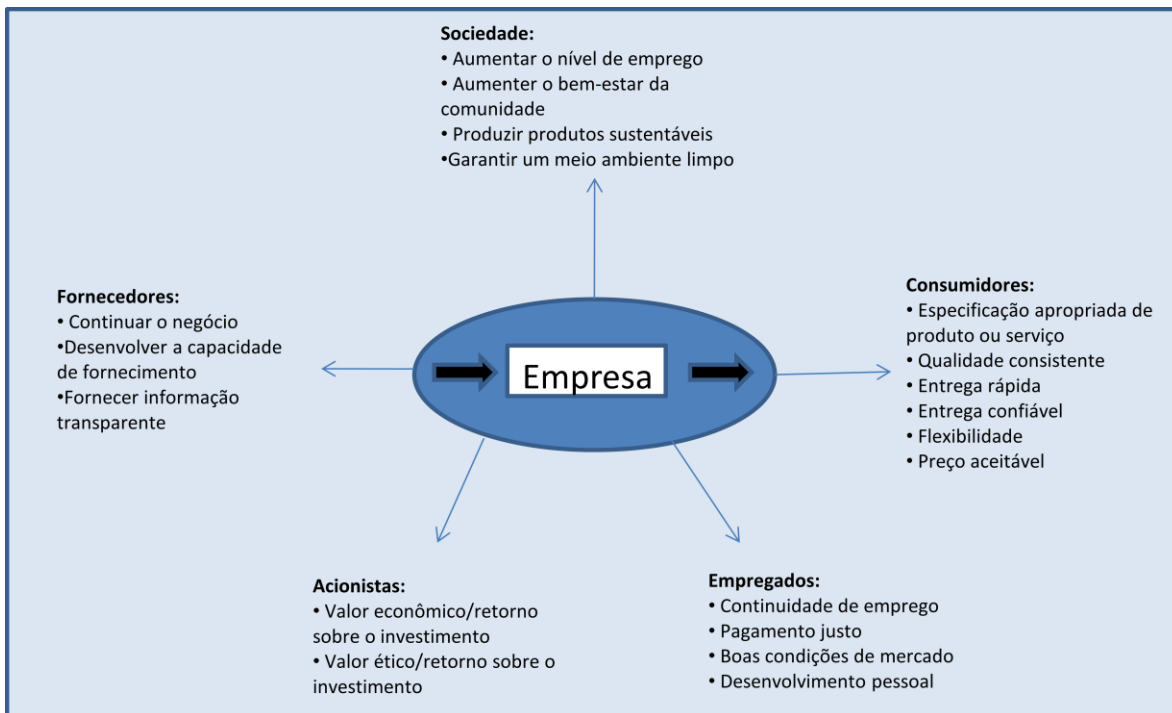 Sociedade:
• Aumentar o nível de emprego
• Aumenter o bem-estar da
comunidade
• Produzir produtos sustentáveis
•Garantir um meio ambiente limpo
Fornecedores:
• Continuar o negócio
•Desenvolver a capacidade
de fornecimento
•Fornecer informação
transparente
Empresa
Consumidores:
• Especificação apropriada de
produto ou serviço
• Qualidade consistente
• Entrega rápida
• Entrega confiável
• Flexibilidade
• Preço aceitável
Acionistas:
• Valor econômico/retorno
sobre o investimento
• Valor ético/retorno sobre o
investimento
Empregados:
• Continuidade de emprego
• Pagamento justo
• Boas condições de mercado
• Desenvolvimento pessoal